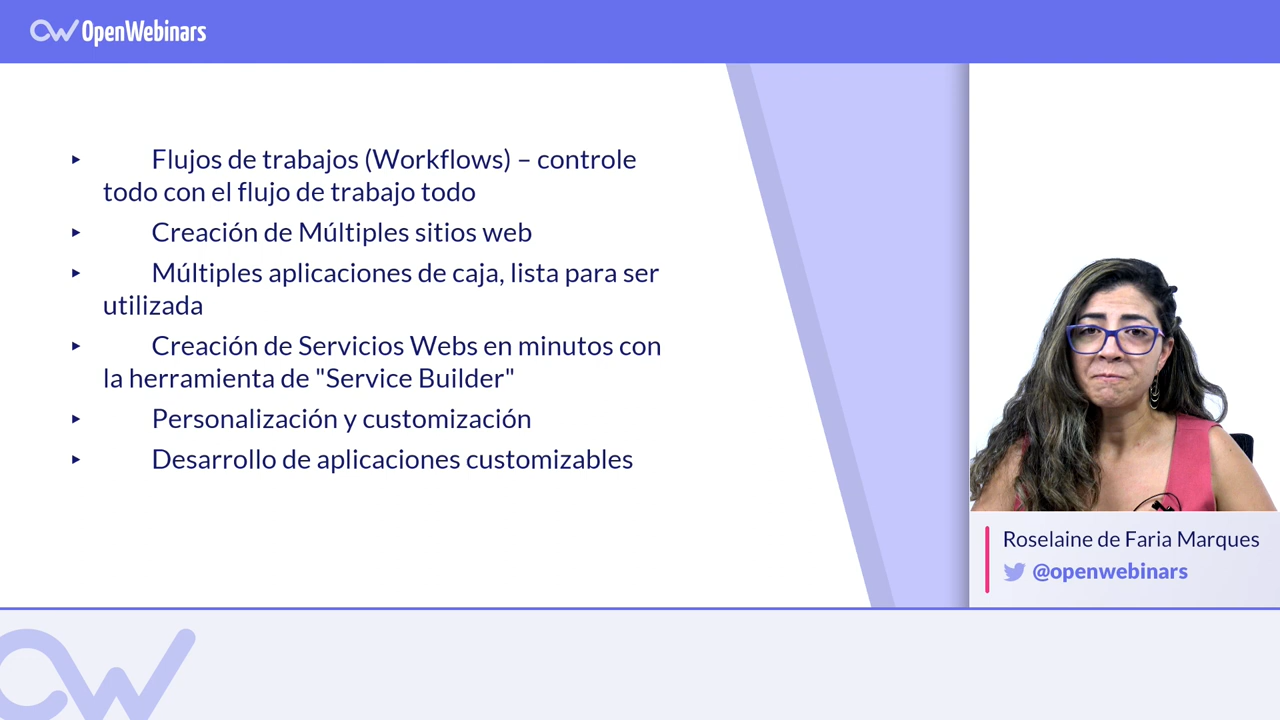 OpenWebinars
Flujos de trabajos (Workflows) – controle
todo con el flujo de trabajo todo
Creación de Múltiples sitios web
Múltiples aplicaciones de caja, lista para ser
utilizada
Creación de Servicios Webs en minutos con
la herramienta de "Service Builder"
Personalización y customización
Desarrollo de aplicaciones customizables
Roselaine de Faria Marques
@openwebinars